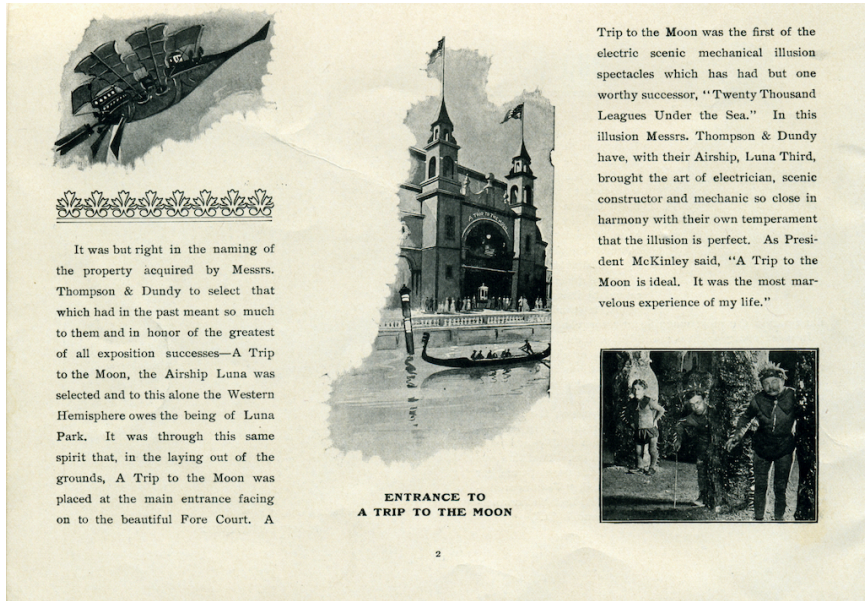 It was but right in the naming of
the property acquired by Messrs.
Thompson & Dundy to select that
which had in the past meant so much
to them and in honor of the greatest
of all exposition successes—A Trip
to the Moon, the Airship Luna was
selected and to this alone the Western
Hemisphere owes the being of Luna
Park. It was through this same
spirit that, in the laying out of the
grounds, A Trip to the Moon was
placed at the main entrance facing
on to the beautiful Fore Court. A
A TRIP TO THE MOON
ENTRANCE TO
A TRIP TO THE MOON
Trip to the Moon was the first of the
electric scenic mechanical illusion
spectacles which has had but one
worthy successor, "Twenty Thousand
Leagues Under the Sea." In this
illusion Messrs. Thompson & Dundy
have, with their Airship, Luna Third,
brought the art of electrician, scenic
constructor and mechanic so close in
harmony with their own temperament
that the illusion is perfect. As Presi-
dent McKinley said, "A Trip to the
Moon is ideal. It was the most mar-
velous experience of my life."
2